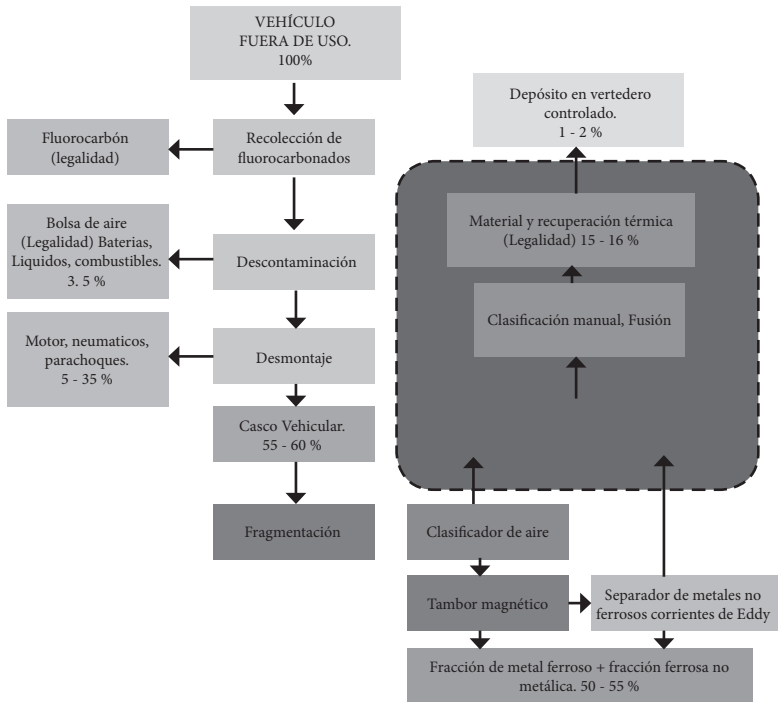 VEHÍCULO
FUERA DE USO.
100%
Recolección de
fluorocarbonados
Fluorocarbón
(legalidad)
Descontaminación
Bolsa de aire
(Legalidad) Baterias,
Liquidos, combustibles.
3. 5 %
Desmontaje
Motor, neumaticos,
parachoques.
5 - 35 %
Casco Vehicular.
55 - 60 %
Fragmentación
Depósito en vertedero
controlado.
1 - 2 %
Material y recuperación térmica
(Legalidad) 15 - 16 %
Clasificación manual, Fusión
Clasificador de aire
Tambor magnético
Separador de metales no
ferrosos corrientes de Eddy
Fracción de metal ferroso + fracción ferrosa no
metálica. 50 - 55 %